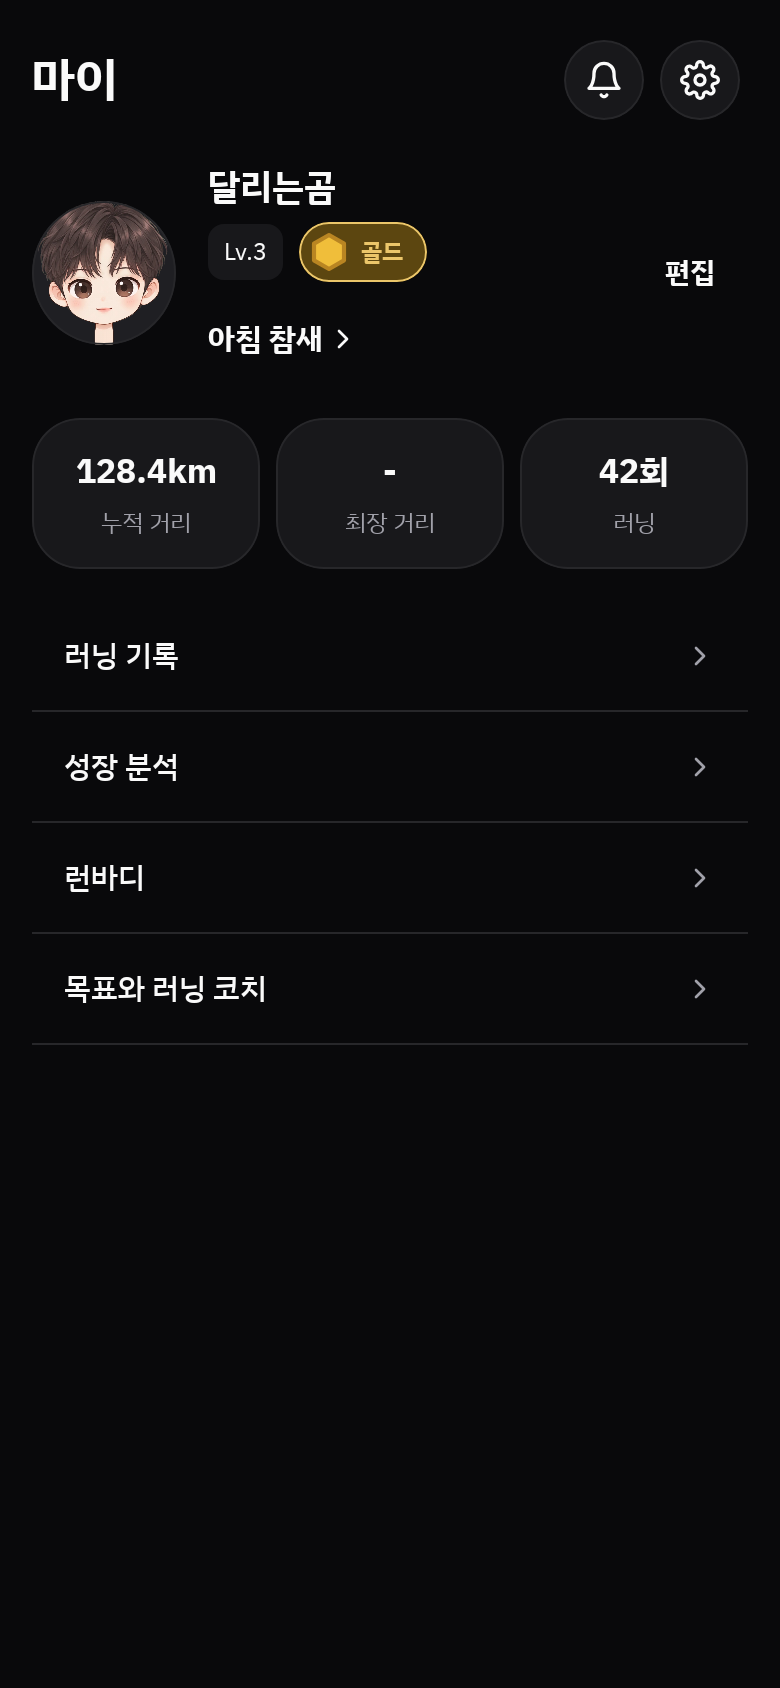 마이
달리는곰
Lv.3
골드
편집
아침 참새
128.4km
누적 거리
-
최장 거리
42회
러닝
러닝 기록
성장 분석
런바디
목표와 러닝 코치